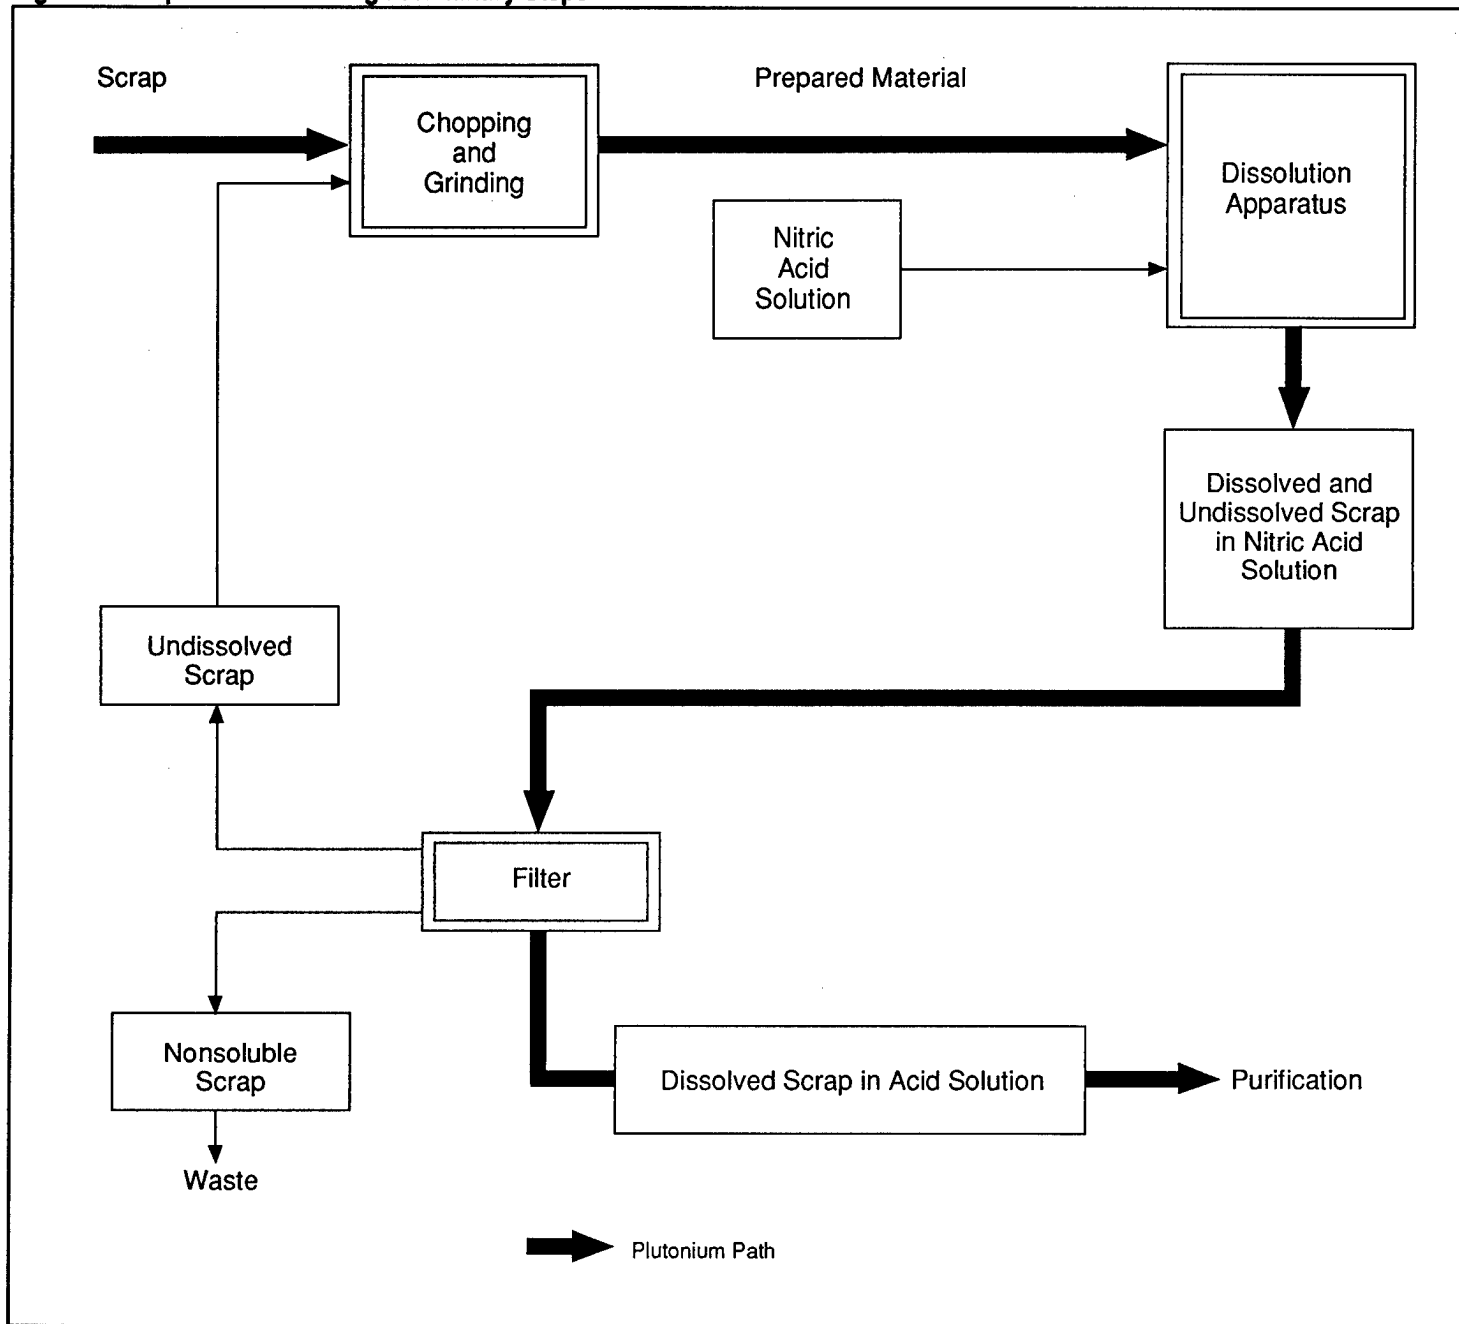 Scrap
Chopping
and
Grinding
Prepared Material
Dissolution
Apparatus
Nitric
Acid
Solution
Dissolved and
Undissolved Scrap
in Nitric Acid
Solution
Undissolved
Scrap
Filter
Nonsoluble
Scrap
Dissolved Scrap in Acid Solution
Purification
Waste
Plutonium Path